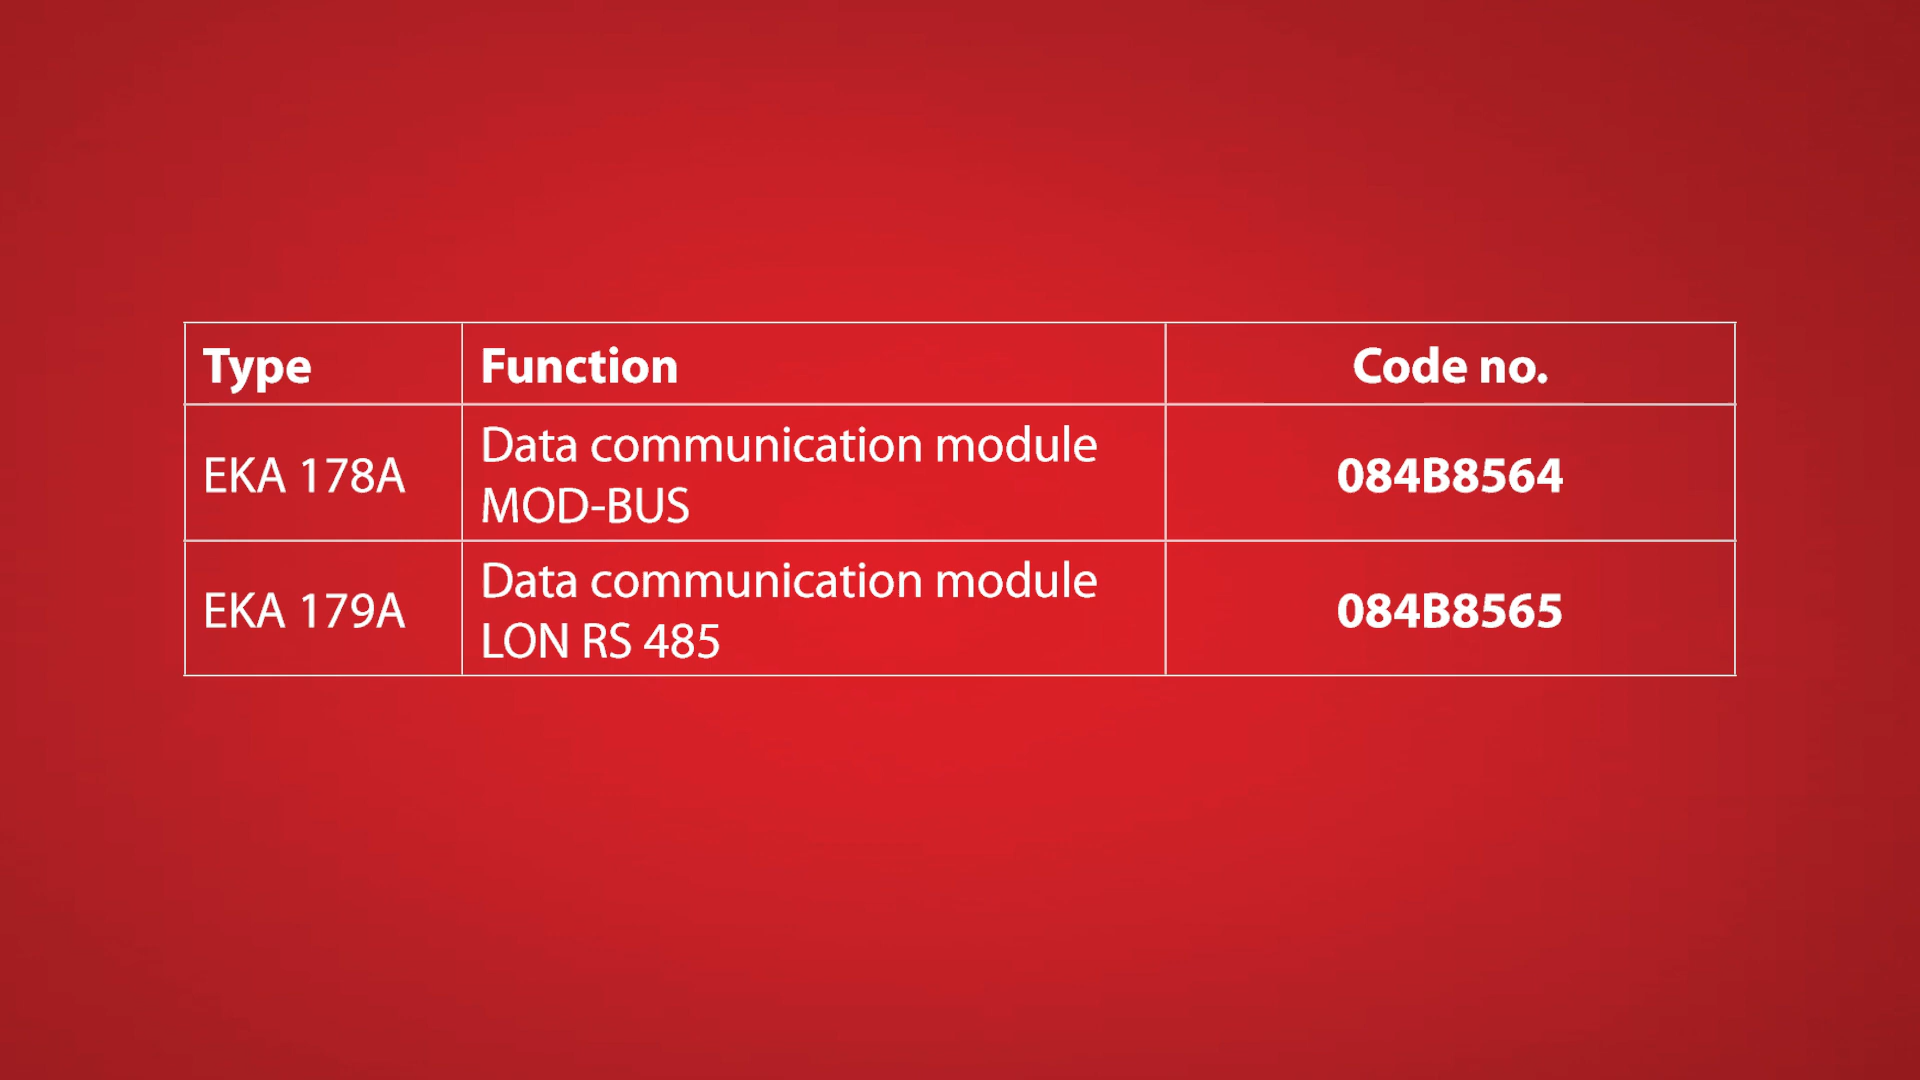 Type Function Code no.
EKA 178A Data communication module MOD-BUS 084B8564
EKA 179A Data communication module LON RS 485 084B8565